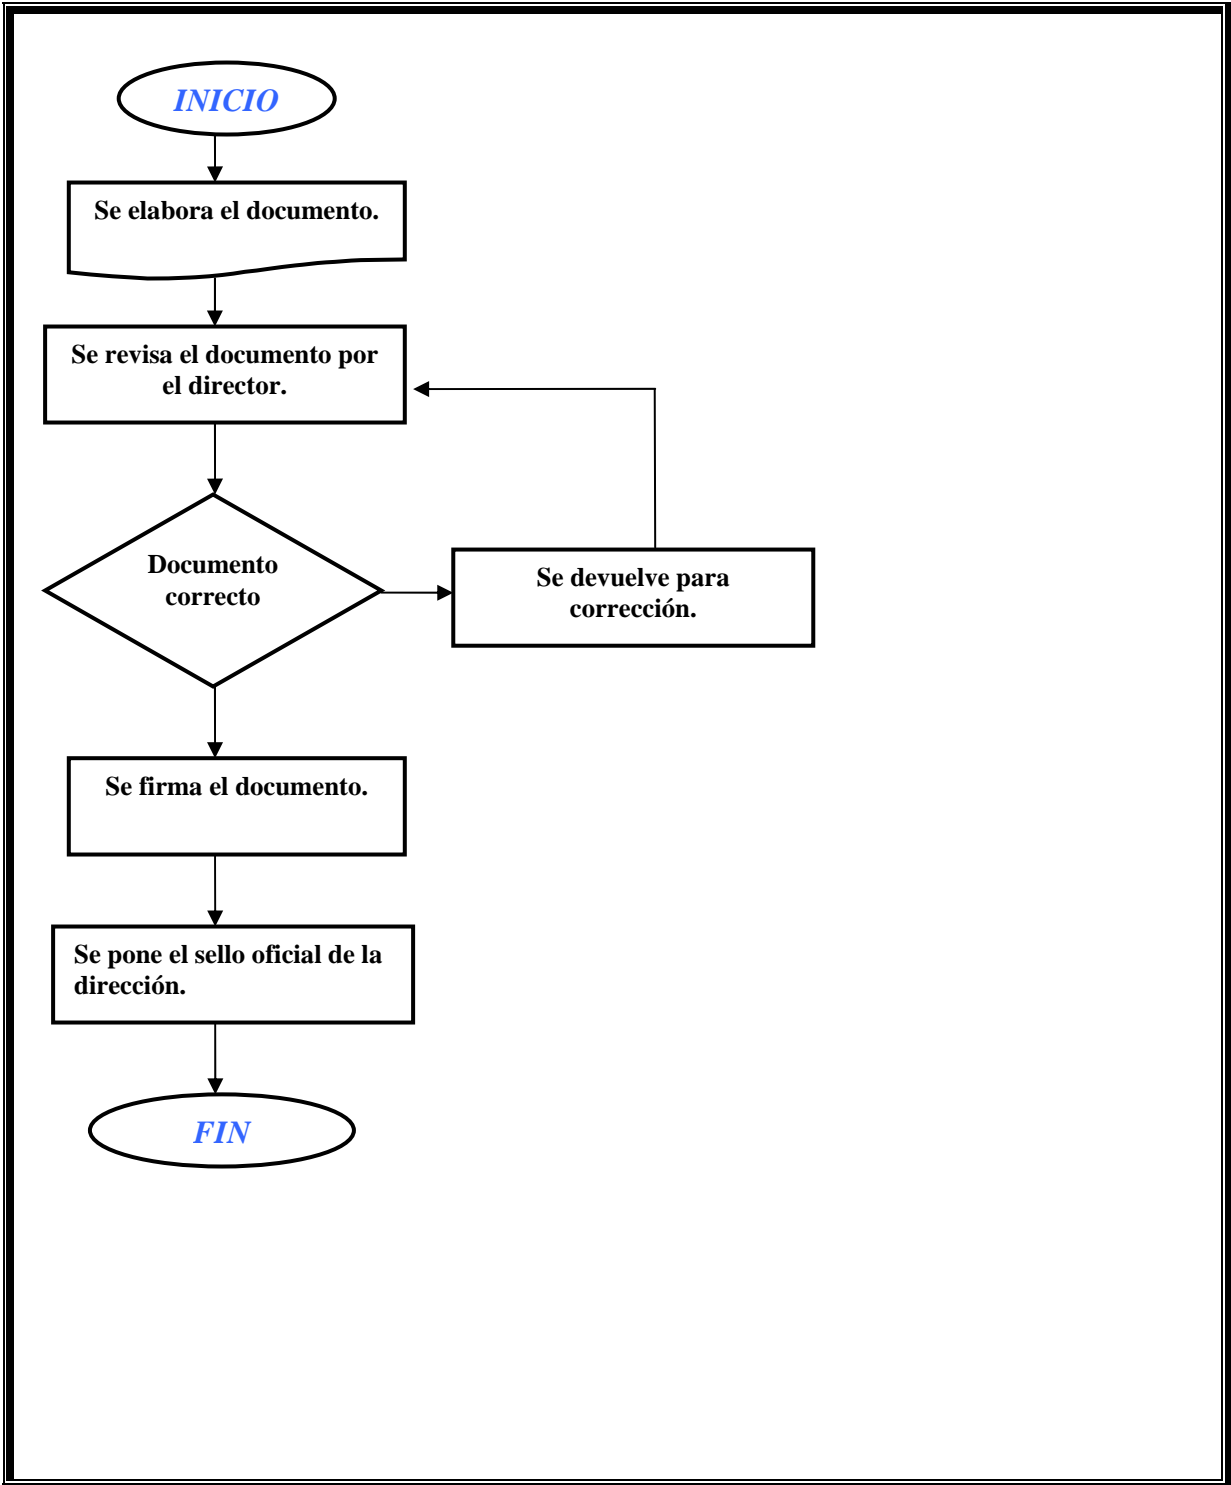 INICIO
Se elabora el documento.
Se revisa el documento por
el director.
Documento
correcto
Se devuelve para
corrección.
Se firma el documento.
Se pone el sello oficial de la
dirección.
FIN